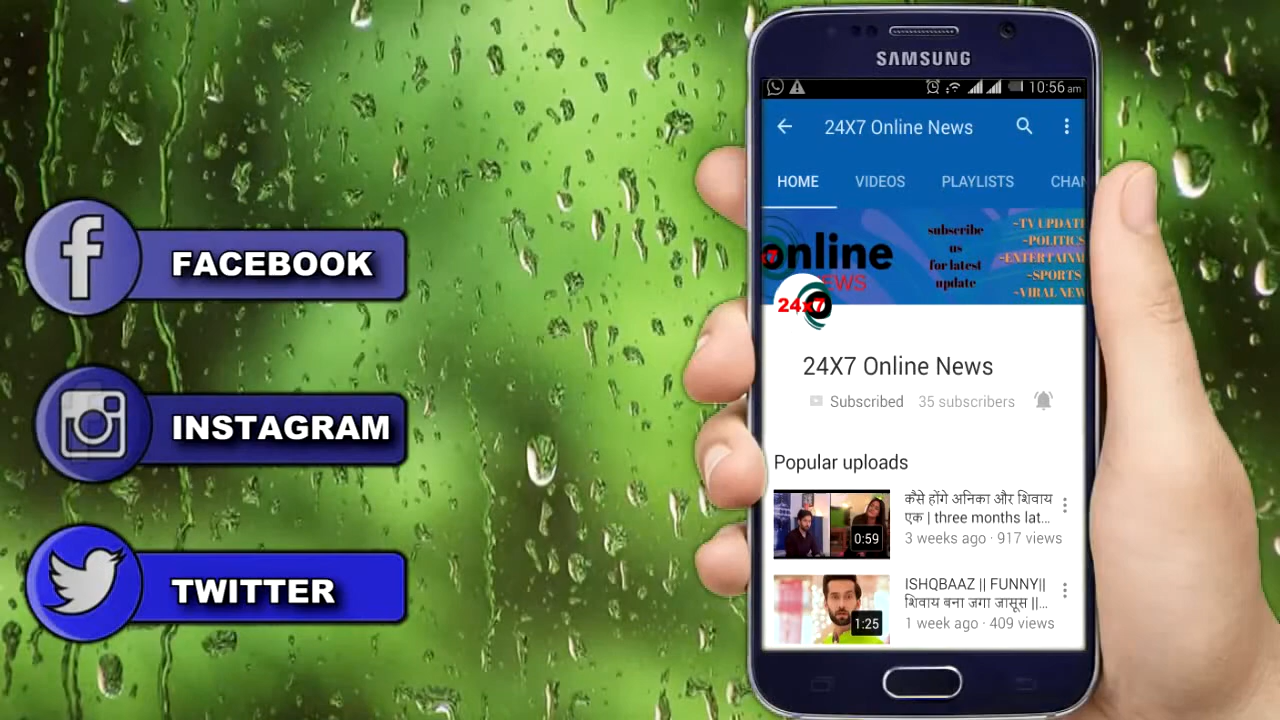 FACEBOOK
INSTAGRAM
TWITTER
SAMSUNG
10:56 am
24X7 Online News
HOME VIDEOS PLAYLISTS CHAN
online
NEWS
subscribe
us
for latest
update
~TV UPDATE
~POLITICS
~ENTERTAINM
~SPORTS
~VIRAL NEW
24x7
24X7 Online News
Subscribed 35 subscribers
Popular uploads
कैसे होंगे अनिका और शिवाय
एक | three months lat...
3 weeks ago · 917 views
0:59
ISHQBAAZ || FUNNY||
शिवाय बना जगा जासूस ||...
1 week ago · 409 views
1:25